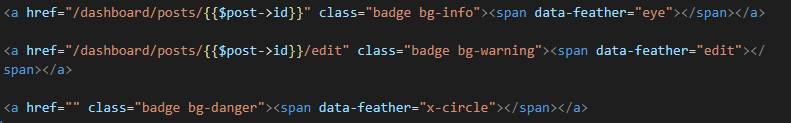 <a href="/dashboard/posts/{{$post->id}}" class="badge bg-info"><span data-feather="eye"></span></a>
<a href="/dashboard/posts/{{$post->id}}/edit" class="badge bg-warning"><span data-feather="edit"></
span></a>
<a href="" class="badge bg-danger"><span data-feather="x-circle"></span></a>